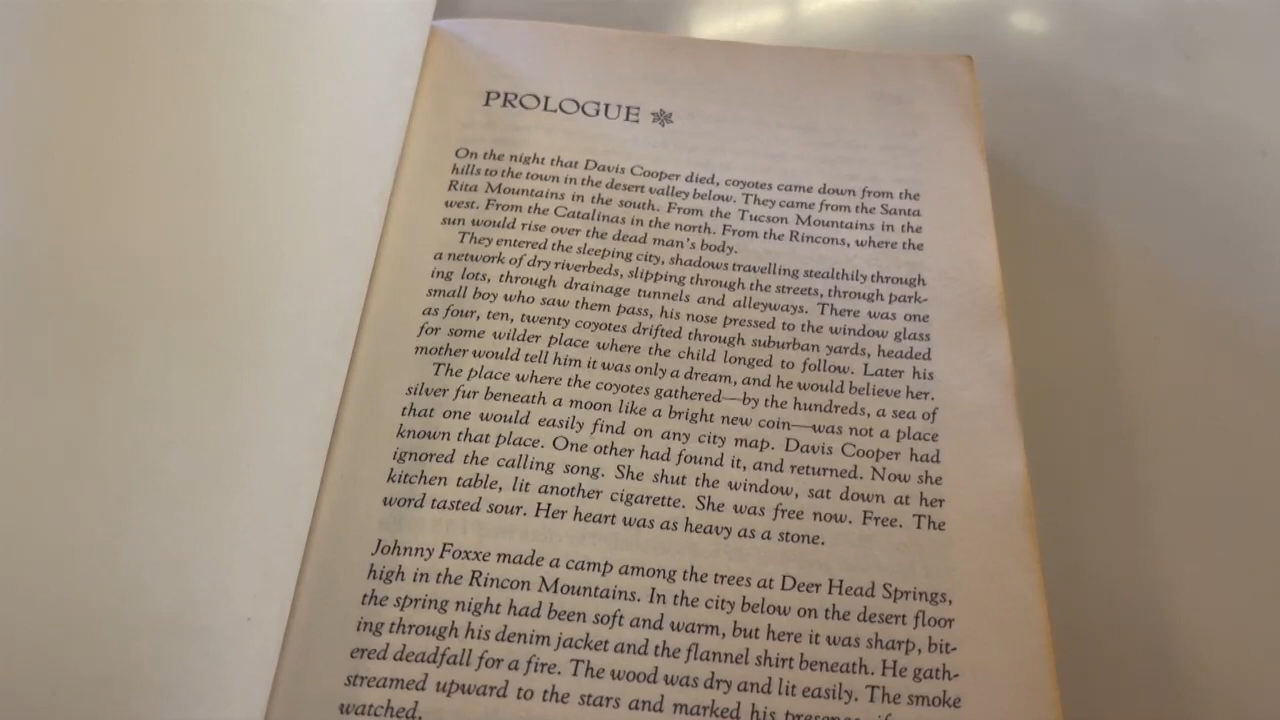 PROLOGUE
On the night that Davis Cooper died, coyotes came down from the
hills to the town in the desert valley below. They came from the Santa
Rita Mountains in the south. From the Tucson Mountains in the
west. From the Catalinas in the north. From the Rincons, where the
sun would rise over the dead man's body.
They entered the sleeping city, shadows travelling stealthily through
a network of dry riverbeds, slipping through the streets, through park-
ing lots, through drainage tunnels and alleyways. There was one
small boy who saw them pass, his nose pressed to the window glass
as four, ten, twenty coyotes drifted through suburban yards, headed
for some wilder place where the child longed to follow. Later his
mother would tell him it was only a dream, and he would believe her.
The place where the coyotes gathered—by the hundreds, a sea of
silver fur beneath a moon like a bright new coin—was not a place
that one would easily find on any city map. Davis Cooper had
known that place. One other had found it, and returned. Now she
ignored the calling song. She shut the window, sat down at her
kitchen table, lit another cigarette. She was free now. Free. The
word tasted sour. Her heart was as heavy as a stone.
Johnny Foxxe made a camp among the trees at Deer Head Springs,
high in the Rincon Mountains. In the city below on the desert floor
the spring night had been soft and warm, but here it was sharp, bit-
ing through his denim jacket and the flannel shirt beneath. He gath-
ered deadfall for a fire. The wood was dry and lit easily. The smoke
streamed upward to the stars and marked his
watched.